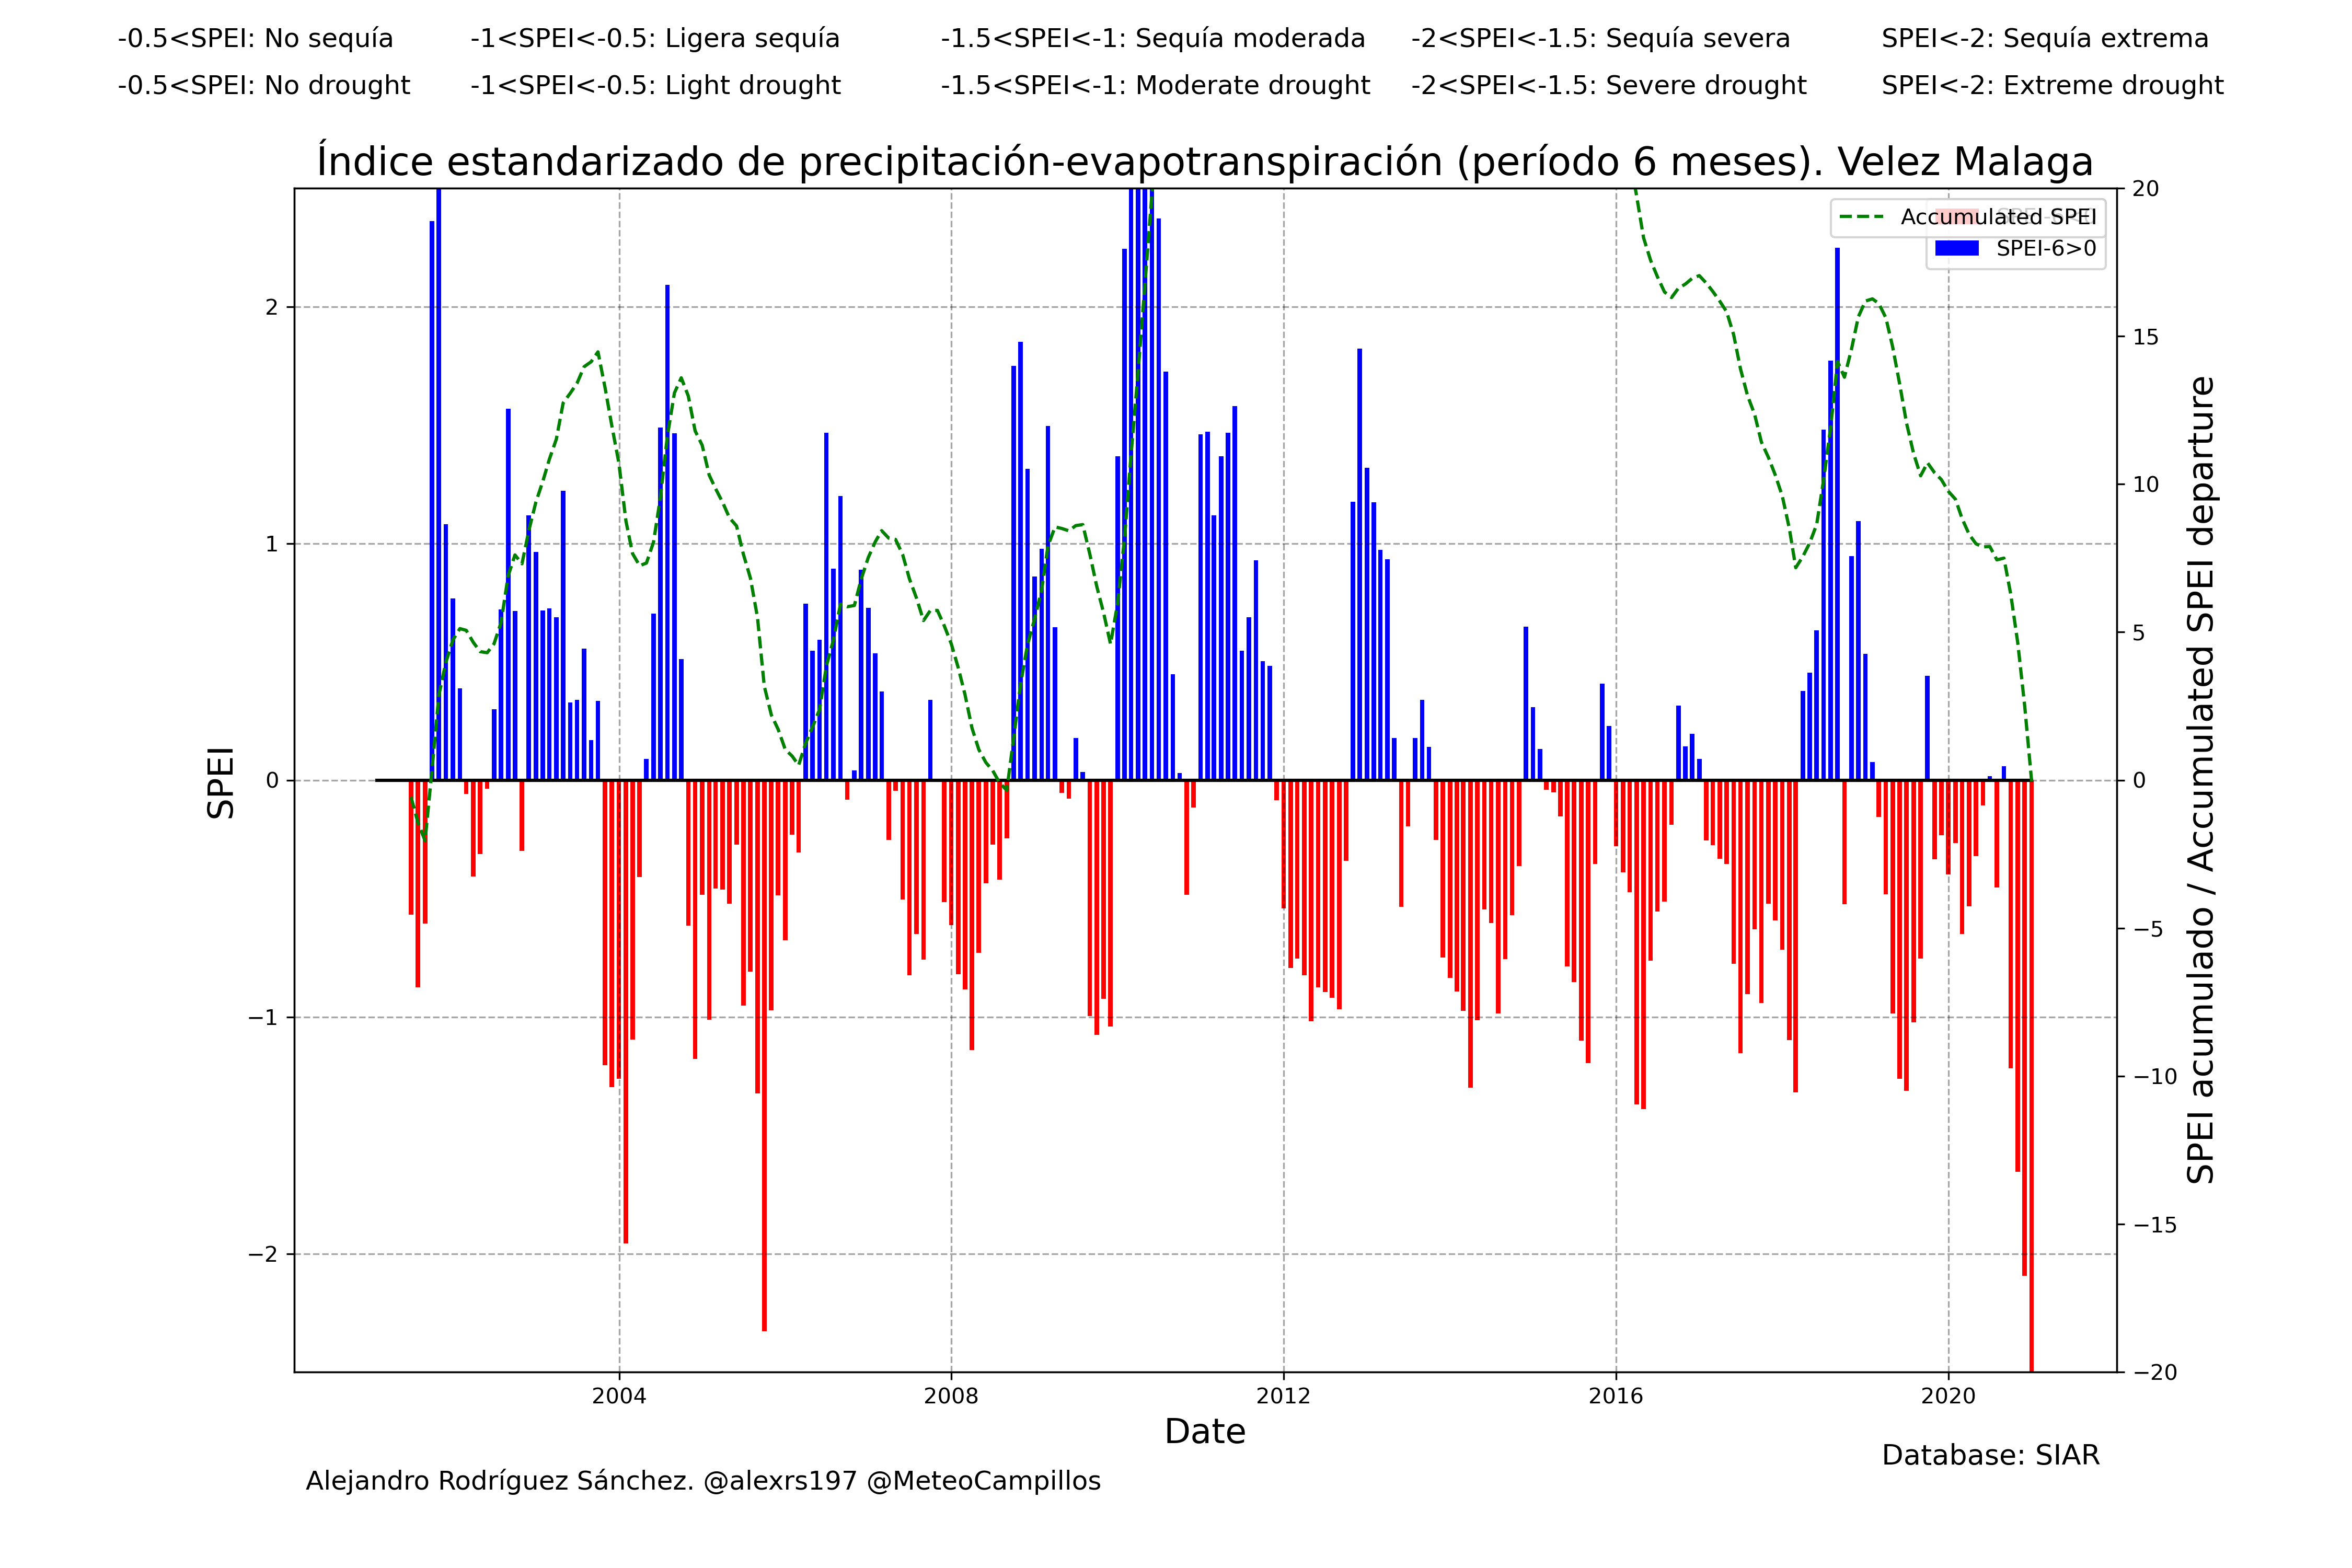 -0.5<SPEI: No sequía -1<SPEI<-0.5: Ligera sequía -1.5<SPEI<-1: Sequía moderada -2<SPEI<-1.5: Sequía severa SPEI<-2: Sequía extrema
-0.5<SPEI: No drought -1<SPEI<-0.5: Light drought -1.5<SPEI<-1: Moderate drought -2<SPEI<-1.5: Severe drought SPEI<-2: Extreme drought
Índice estandarizado de precipitación-evapotranspiración (período 6 meses). Velez Malaga
Accumulated SPEI
SPEI-6>0
SPEI
2
1
0
−1
−2
20
15
10
5
0
−5
−10
−15
−20
SPEI acumulado / Accumulated SPEI departure
2004 2008 2012 2016 2020
Date
Database: SIAR
Alejandro Rodríguez Sánchez. @alexrs197 @MeteoCampillos